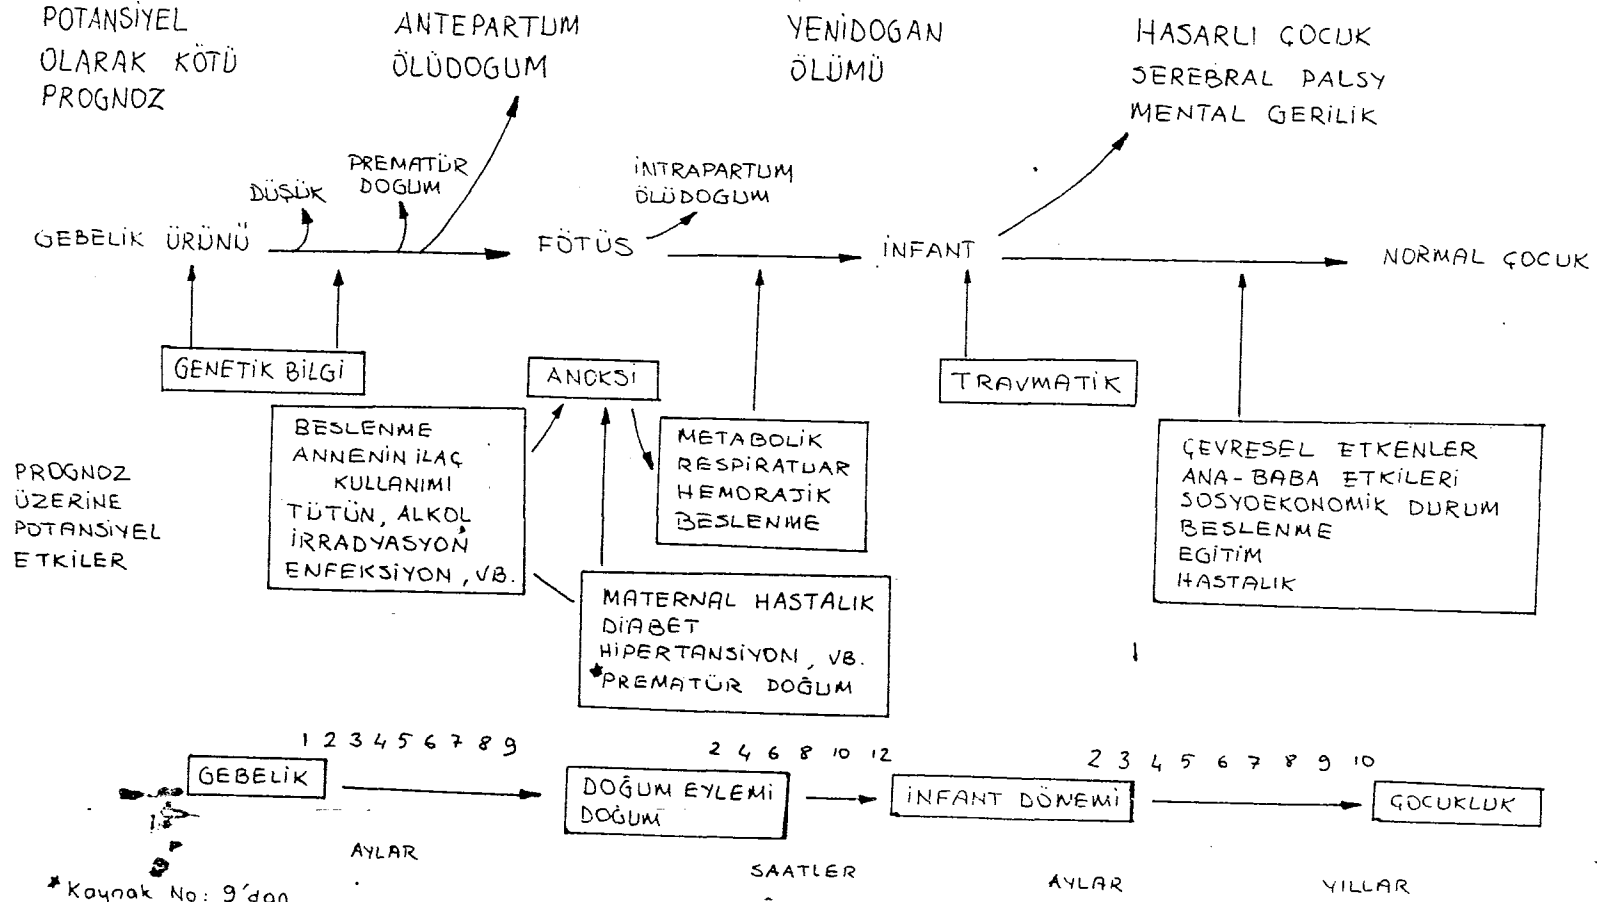 POTANSİYEL
OLARAK KÖTÜ
PROGNOZ
ANTEPARTUM
ÖLÜDOGUM
YENİDOGAN
ÖLÜMÜ
HASARLI ÇOCUK
SEREBRAL PALSY
MENTAL GERİLİK
DÜŞÜK
PREMATÜR
DOGUM
İNTRAPARTUM
ÖLÜDOGUM
GEBELİK ÜRÜNÜ
FÖTÜS
İNFANT
NORMAL ÇOCUK
GENETİK BİLGİ
ANOKSİ
TRAVMATİK
PROGNOZ
ÜZERİNE
POTANSİYEL
ETKİLER
BESLENME
ANNENİN İLAÇ
KULLANIMI
TÜTÜN, ALKOL,
İRRADYASYON
ENFEKSİYON, VB.
METABOLİK
RESPİRATUAR
HEMORAJİK
BESLENME
MATERNAL HASTALIK
DİABET
HİPERTANSİYON, VB.
*PREMATÜR DOĞUM
ÇEVRESEL ETKENLER
ANA-BABA ETKİLERİ
SOSYOEKONOMİK DURUM
BESLENME
EGİTİM
HASTALIK
1 2 3 4 5 6 7 8 9
2 4 6 8 10 12
2 3 4 5 6 7 8 9 10
GEBELİK
DOĞUM EYLEMİ
DOĞUM
İNFANT DÖNEMİ
ÇOCUKLUK
AYLAR
SAATLER
AYLAR
YILLAR
*Kaynak No: 9'dan